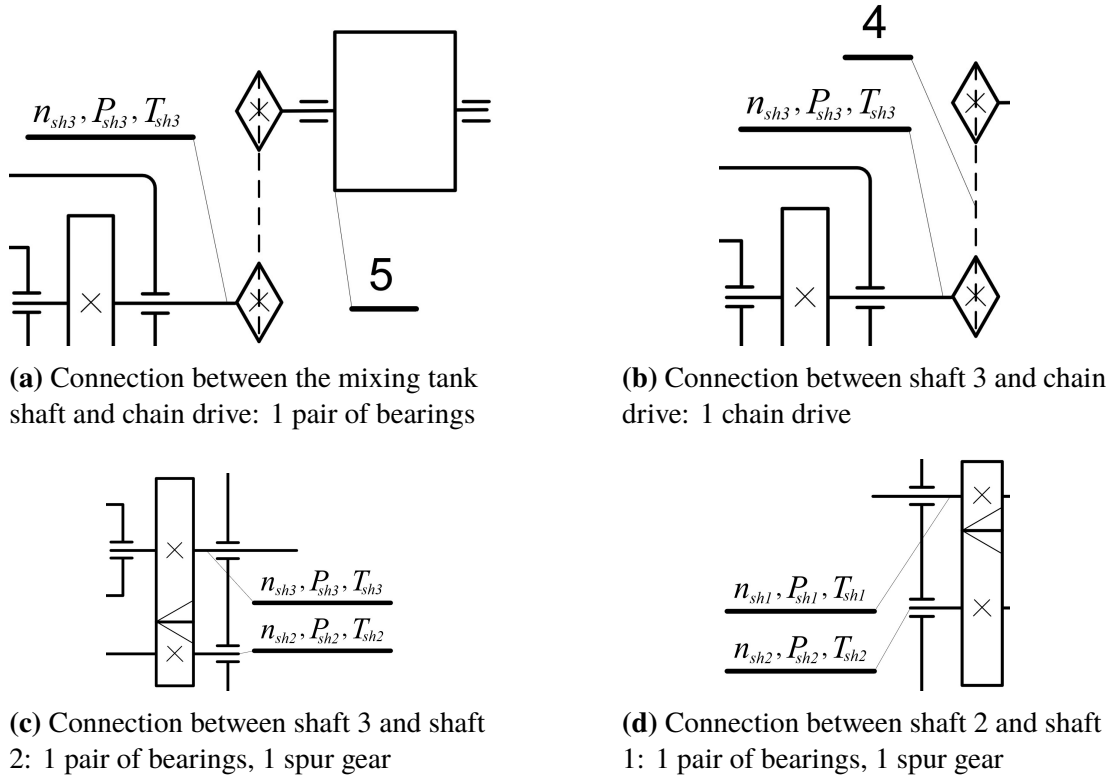 4
n_sh3, P_sh3, T_sh3
n_sh3, P_sh3, T_sh3
5
(a) Connection between the mixing tank
shaft and chain drive: 1 pair of bearings
(b) Connection between shaft 3 and chain
drive: 1 chain drive
n_sh3, P_sh3, T_sh3
n_sh2, P_sh2, T_sh2
n_sh1, P_sh1, T_sh1
n_sh2, P_sh2, T_sh2
(c) Connection between shaft 3 and shaft
2: 1 pair of bearings, 1 spur gear
(d) Connection between shaft 2 and shaft
1: 1 pair of bearings, 1 spur gear